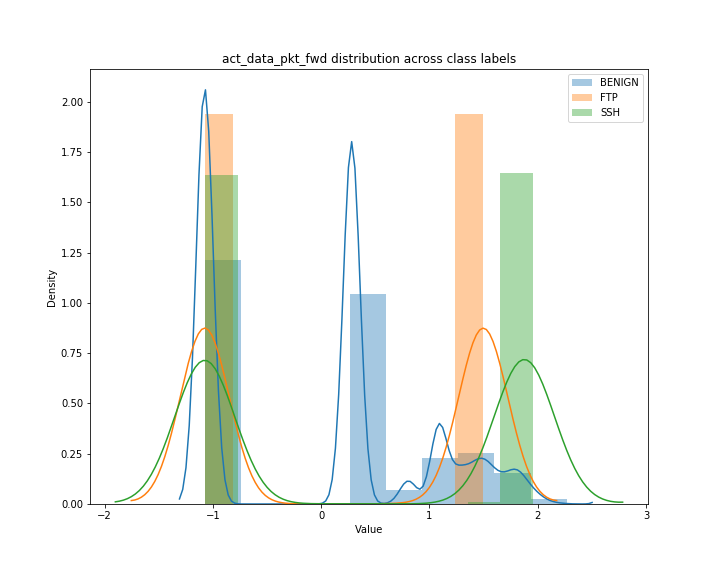 act_data_pkt_fwd distribution across class labels
BENIGN
FTP
SSH
2.00
1.75
1.50
1.25
1.00
0.75
0.50
0.25
0.00
Density
−2
−1
0
1
2
3
Value